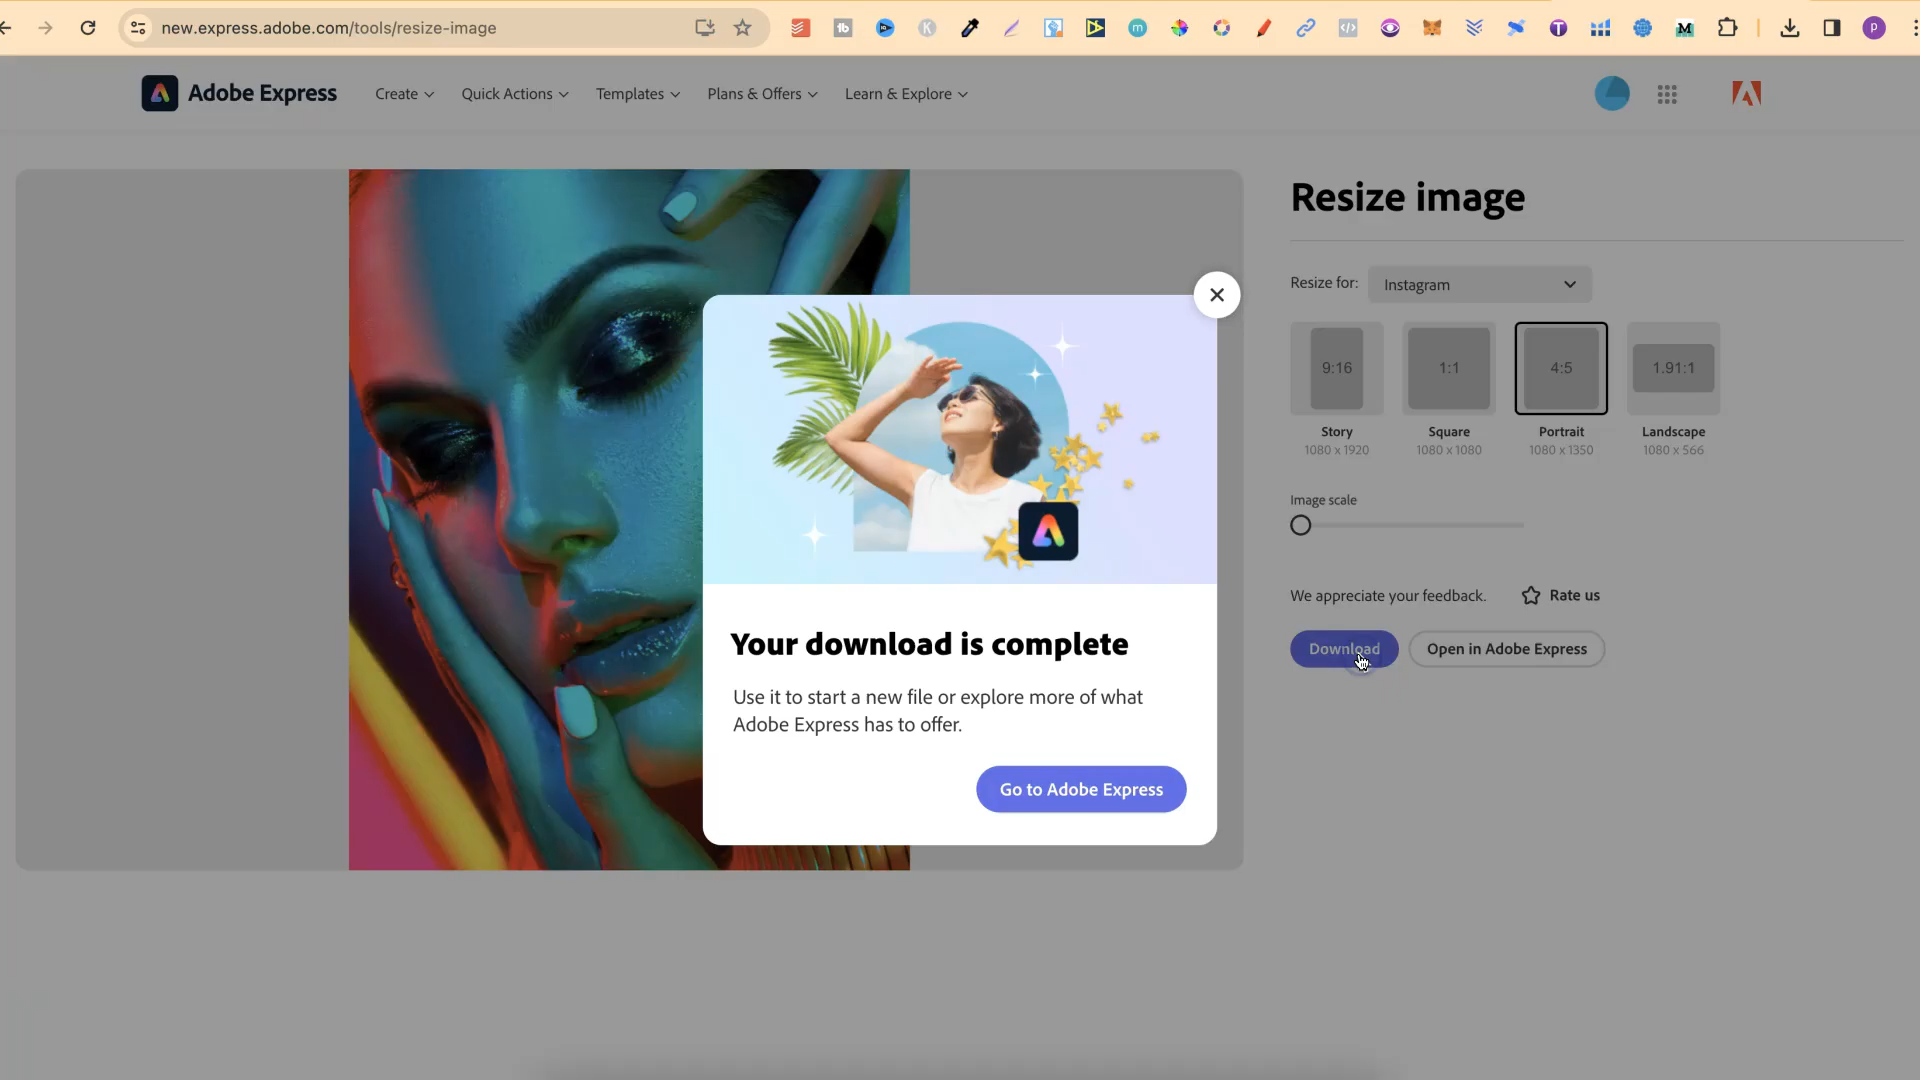 new.express.adobe.com/tools/resize-image
Adobe Express
Create
Quick Actions
Templates
Plans & Offers
Learn & Explore
Resize image
Resize for:
Instagram
9:16
1:1
4:5
1.91:1
Story
Square
Portrait
Landscape
1080 x 1920
1080 x 1080
1080 x 1350
1080 x 566
Image scale
We appreciate your feedback.
Rate us
Download
Open in Adobe Express
Your download is complete
Use it to start a new file or explore more of what
Adobe Express has to offer.
Go to Adobe Express